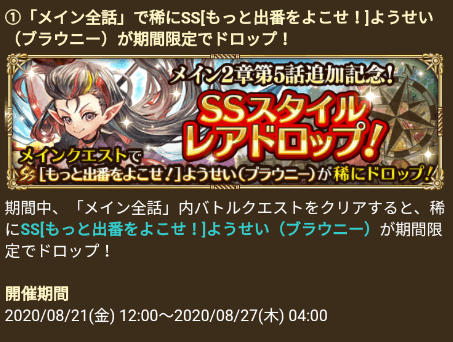 ①「メイン全話」で稀にSS[もっと出番をよこせ！]ようせい
（ブラウニー）が期間限定でドロップ！
メイン2章第5話追加記念！
SSスタイル
レアドロップ！
メインクエストで
[もっと出番をよこせ！]ようせい（ブラウニー）が稀にドロップ！
期間中、「メイン全話」内バトルクエストをクリアすると、稀
にSS[もっと出番をよこせ！]ようせい（ブラウニー）が期間限
定でドロップ！
開催期間
2020/08/21(金) 12:00～2020/08/27(木) 04:00